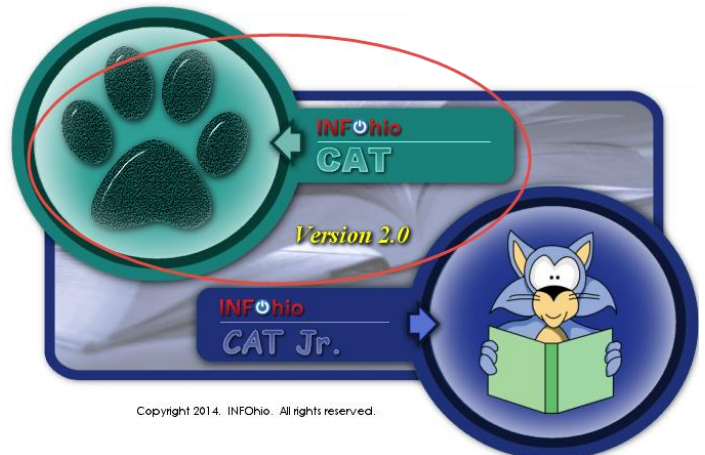 INFOhio
CAT
Version 2.0
INFOhio
CAT Jr.
Copyright 2014. INFOhio. All rights reserved.